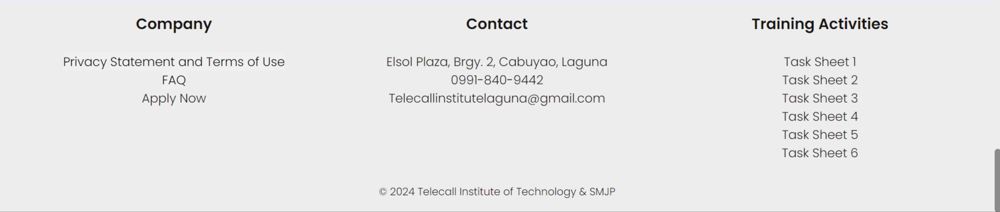 Company
Privacy Statement and Terms of Use
FAQ
Apply Now
Contact
Elsol Plaza, Brgy. 2, Cabuyao, Laguna
0991-840-9442
Telecallinstitutelaguna@gmail.com
Training Activities
Task Sheet 1
Task Sheet 2
Task Sheet 3
Task Sheet 4
Task Sheet 5
Task Sheet 6
© 2024 Telecall Institute of Technology & SMJP